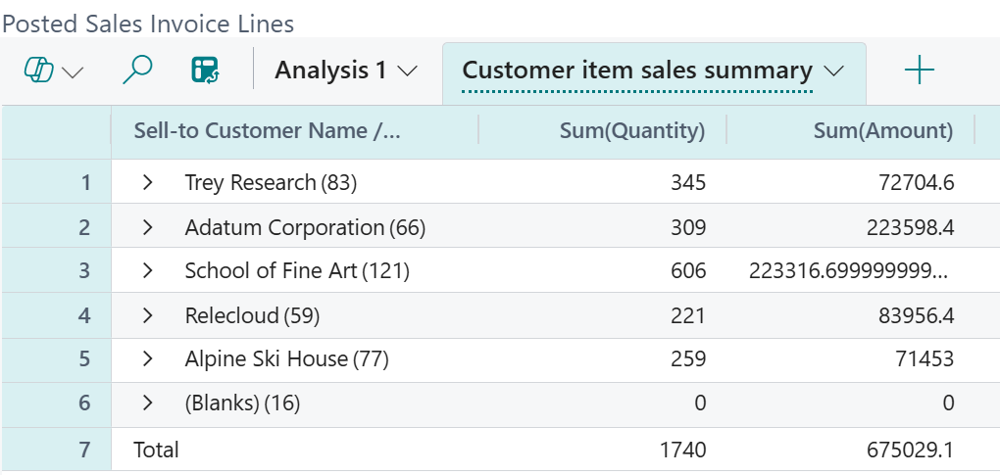 Posted Sales Invoice Lines
Analysis 1 Customer item sales summary
Sell-to Customer Name /... Sum(Quantity) Sum(Amount)
1 Trey Research (83) 345 72704.6
2 Adatum Corporation (66) 309 223598.4
3 School of Fine Art (121) 606 223316.699999999...
4 Relecloud (59) 221 83956.4
5 Alpine Ski House (77) 259 71453
6 (Blanks) (16) 0 0
7 Total 1740 675029.1